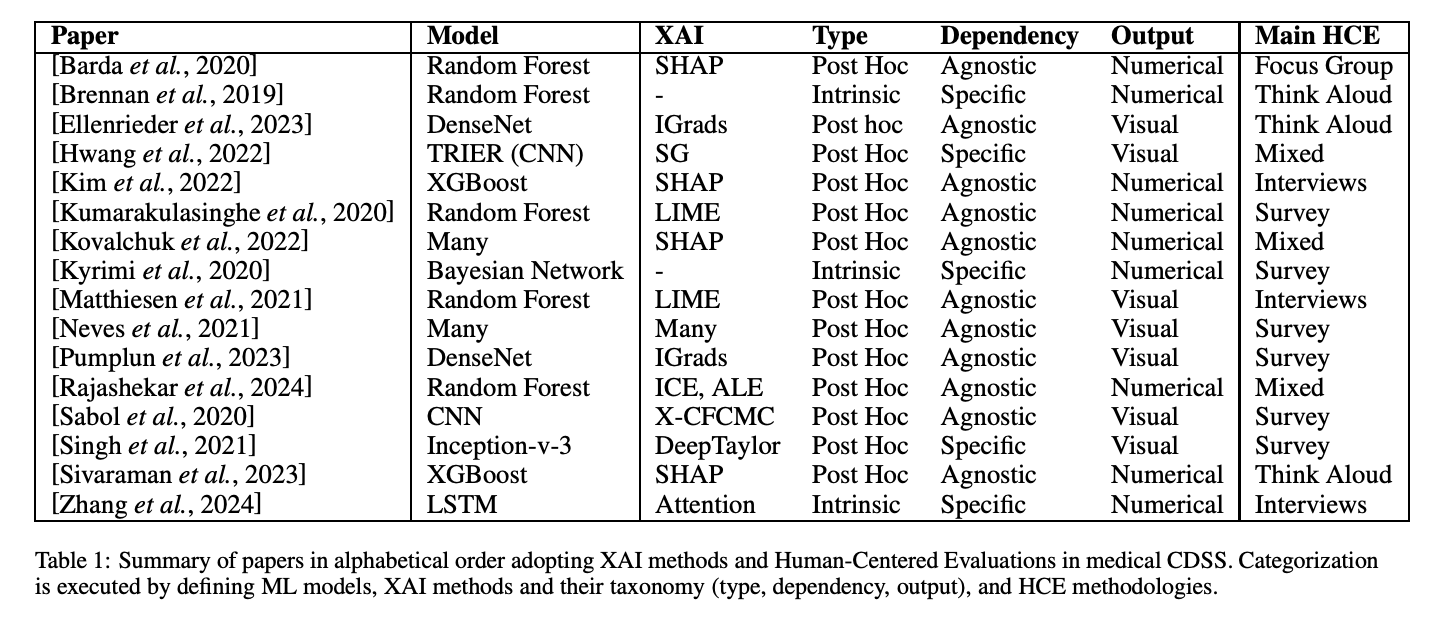 Paper Model XAI Type Dependency Output Main HCE
[Barda et al., 2020] Random Forest SHAP Post Hoc Agnostic Numerical Focus Group
[Brennan et al., 2019] Random Forest - Intrinsic Specific Numerical Think Aloud
[Ellenrieder et al., 2023] DenseNet IGrads Post hoc Agnostic Visual Think Aloud
[Hwang et al., 2022] TRIER (CNN) SG Post Hoc Specific Visual Mixed
[Kim et al., 2022] XGBoost SHAP Post Hoc Agnostic Numerical Interviews
[Kumarakulasinghe et al., 2020] Random Forest LIME Post Hoc Agnostic Numerical Survey
[Kovalchuk et al., 2022] Many SHAP Post Hoc Agnostic Numerical Mixed
[Kyrimi et al., 2020] Bayesian Network - Intrinsic Specific Numerical Survey
[Matthiesen et al., 2021] Random Forest LIME Post Hoc Agnostic Visual Interviews
[Neves et al., 2021] Many Many Post Hoc Agnostic Visual Survey
[Pumplun et al., 2023] DenseNet IGrads Post Hoc Agnostic Visual Survey
[Rajashekar et al., 2024] Random Forest ICE, ALE Post Hoc Agnostic Numerical Mixed
[Sabol et al., 2020] CNN X-CFCMC Post Hoc Agnostic Visual Survey
[Singh et al., 2021] Inception-v-3 DeepTaylor Post Hoc Specific Visual Survey
[Sivaraman et al., 2023] XGBoost SHAP Post Hoc Agnostic Numerical Think Aloud
[Zhang et al., 2024] LSTM Attention Intrinsic Specific Numerical Interviews
Table 1: Summary of papers in alphabetical order adopting XAI methods and Human-Centered Evaluations in medical CDSS. Categorization
is executed by defining ML models, XAI methods and their taxonomy (type, dependency, output), and HCE methodologies.